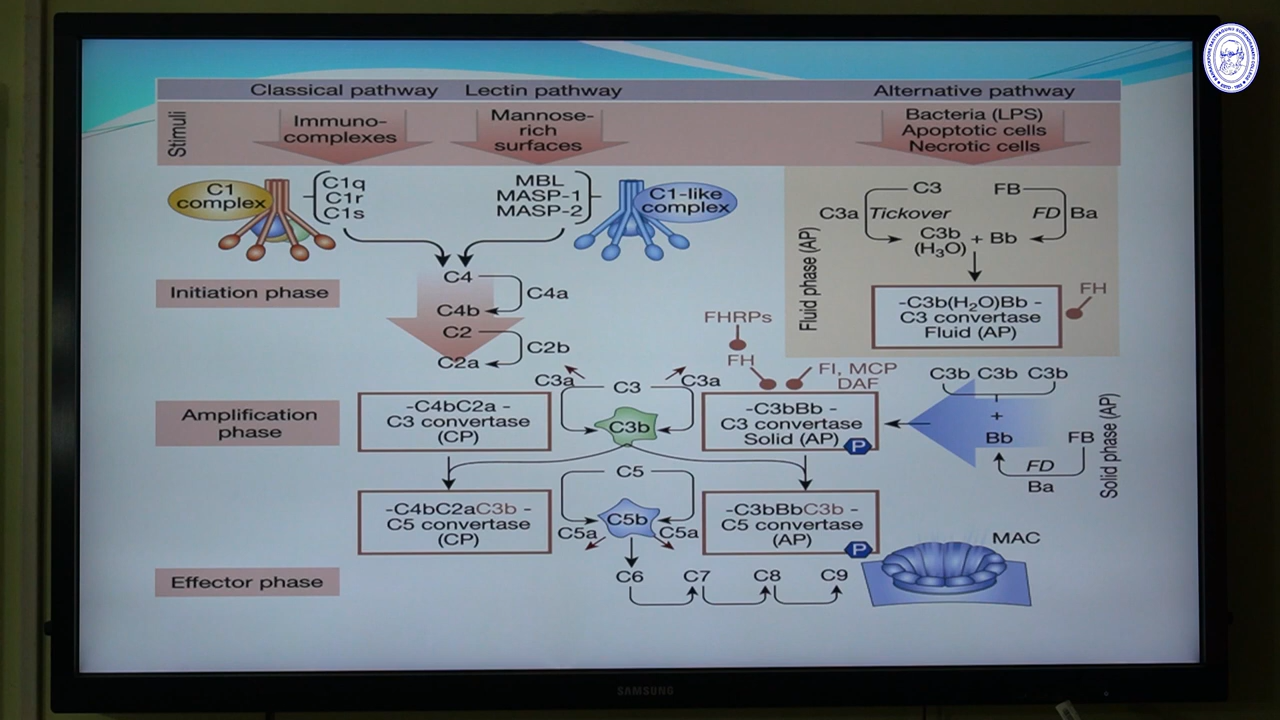 Classical pathway
Lectin pathway
Alternative pathway
Stimuli
Immuno-
complexes
Mannose-
rich
surfaces
Bacteria (LPS)
Apoptotic cells
Necrotic cells
C1
complex
C1q
C1r
C1s
MBL
MASP-1
MASP-2
C1-like
complex
Fluid phase (AP)
C3
C3a
Tickover
C3b
(H3O)
+ Bb
FB
FD
Ba
-C3b(H2O)Bb -
C3 convertase
Fluid (AP)
FH
Initiation phase
C4
C4a
C4b
C2
C2b
C2a
FHRPs
FH
FI, MCP
DAF
C3b C3b C3b
+
Bb
FB
FD
Ba
Solid phase (AP)
Amplification
phase
-C4bC2a -
C3 convertase
(CP)
C3a
C3
C3a
C3b
-C3bBb -
C3 convertase
Solid (AP)
P
-C4bC2aC3b -
C5 convertase
(CP)
C5
C5b
C5a
C5a
-C3bBbC3b -
C5 convertase
(AP)
P
MAC
Effector phase
C6
C7
C8
C9
SAMSUNG